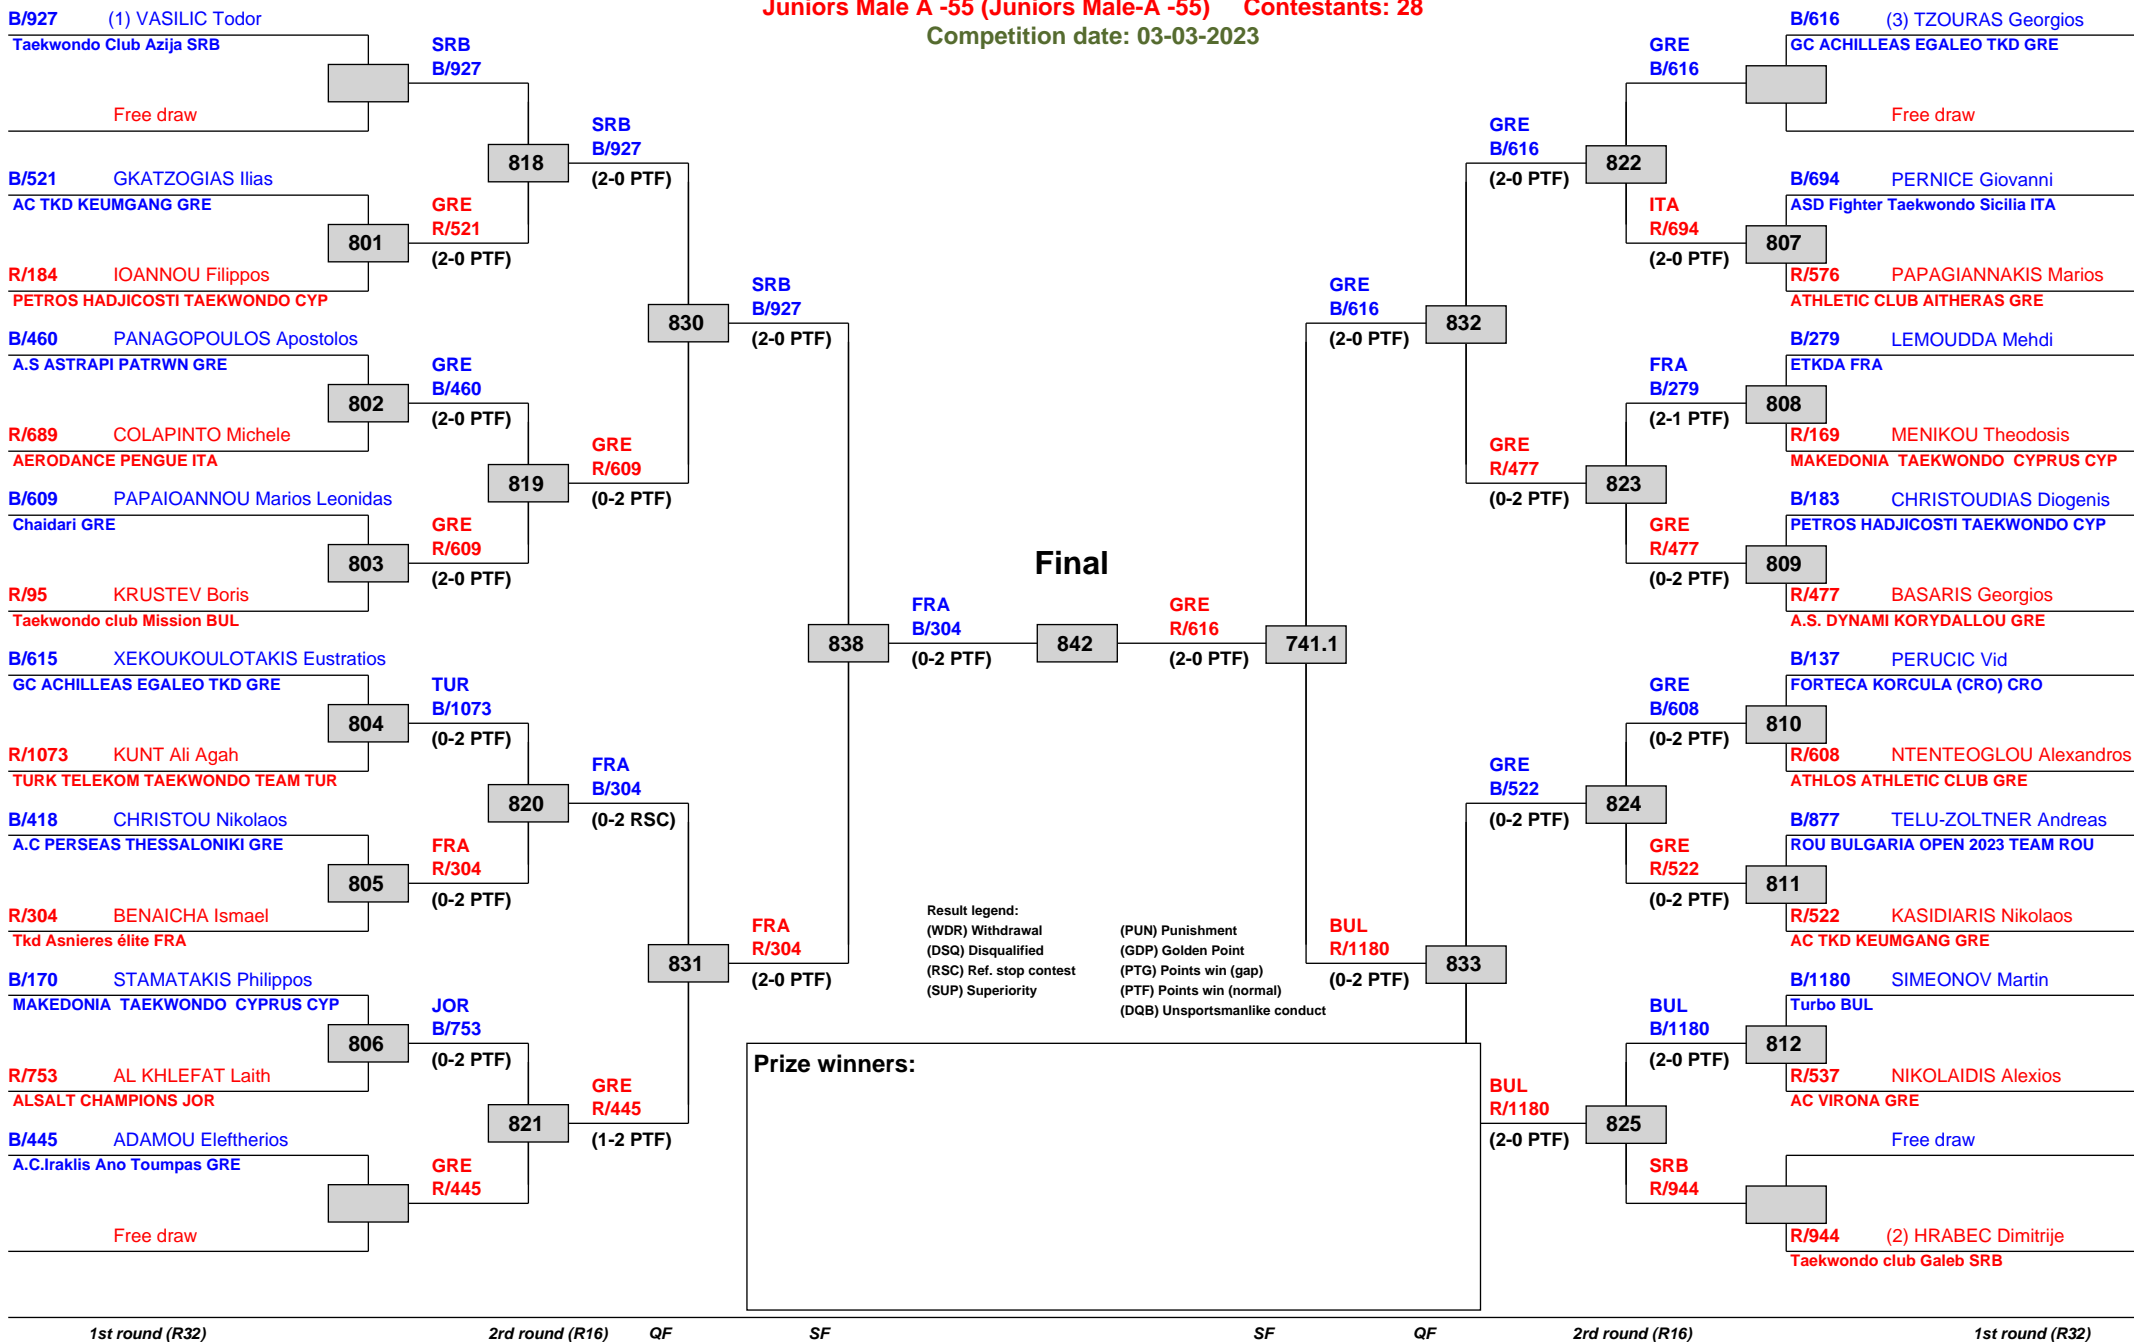 Juniors Male A -55 (Juniors Male-A -55) Contestants: 28
Competition date: 03-03-2023
B/927 (1) VASILIC Todor
Taekwondo Club Azija SRB
Free draw
B/521 GKATZOGIAS Ilias
AC TKD KEUMGANG GRE
801
R/184 IOANNOU Filippos
PETROS HADJICOSTI TAEKWONDO CYP
B/460 PANAGOPOULOS Apostolos
A.S ASTRAPI PATRWN GRE
802
R/689 COLAPINTO Michele
AERODANCE PENGUE ITA
B/609 PAPAIOANNOU Marios Leonidas
Chaidari GRE
803
R/95 KRUSTEV Boris
Taekwondo club Mission BUL
B/615 XEKOUKOULOTAKIS Eustratios
GC ACHILLEAS EGALEO TKD GRE
804
R/1073 KUNT Ali Agah
TURK TELEKOM TAEKWONDO TEAM TUR
B/418 CHRISTOU Nikolaos
A.C PERSEAS THESSALONIKI GRE
805
R/304 BENAICHA Ismael
Tkd Asnieres élite FRA
B/170 STAMATAKIS Philippos
MAKEDONIA TAEKWONDO CYPRUS CYP
806
R/753 AL KHLEFAT Laith
ALSALT CHAMPIONS JOR
B/445 ADAMOU Eleftherios
A.C.Iraklis Ano Toumpas GRE
Free draw
SRB
B/927
818
GRE
R/521
(2-0 PTF)
GRE
B/460
(2-0 PTF)
819
GRE
R/609
(2-0 PTF)
TUR
B/1073
(0-2 PTF)
820
FRA
R/304
(0-2 PTF)
JOR
B/753
(0-2 PTF)
821
GRE
R/445
SRB
B/927
(2-0 PTF)
830
GRE
R/609
(0-2 PTF)
FRA
B/304
(0-2 RSC)
831
GRE
R/445
(1-2 PTF)
SRB
B/927
(2-0 PTF)
838
FRA
R/304
(2-0 PTF)
Final
FRA
B/304
(0-2 PTF)
842
GRE
R/616
(2-0 PTF)
741.1
GRE
B/616
(2-0 PTF)
832
BUL
R/1180
(0-2 PTF)
833
GRE
B/616
(2-0 PTF)
822
GRE
R/477
(0-2 PTF)
823
GRE
B/522
(0-2 PTF)
824
BUL
R/1180
(2-0 PTF)
825
GRE
B/616
ITA
R/694
(2-0 PTF)
FRA
B/279
(2-1 PTF)
GRE
R/477
(0-2 PTF)
GRE
B/608
(0-2 PTF)
GRE
R/522
(0-2 PTF)
BUL
B/1180
(2-0 PTF)
SRB
R/944
B/616 (3) TZOURAS Georgios
GC ACHILLEAS EGALEO TKD GRE
Free draw
B/694 PERNICE Giovanni
ASD Fighter Taekwondo Sicilia ITA
807
R/576 PAPAGIANNAKIS Marios
ATHLETIC CLUB AITHERAS GRE
B/279 LEMOUDDA Mehdi
ETKDA FRA
808
R/169 MENIKOU Theodosis
MAKEDONIA TAEKWONDO CYPRUS CYP
B/183 CHRISTOUDIAS Diogenis
PETROS HADJICOSTI TAEKWONDO CYP
809
R/477 BASARIS Georgios
A.S. DYNAMI KORYDALLOU GRE
B/137 PERUCIC Vid
FORTECA KORCULA (CRO) CRO
810
R/608 NTENTEOGLOU Alexandros
ATHLOS ATHLETIC CLUB GRE
B/877 TELU-ZOLTNER Andreas
ROU BULGARIA OPEN 2023 TEAM ROU
811
R/522 KASIDIARIS Nikolaos
AC TKD KEUMGANG GRE
B/1180 SIMEONOV Martin
Turbo BUL
812
R/537 NIKOLAIDIS Alexios
AC VIRONA GRE
Free draw
R/944 (2) HRABEC Dimitrije
Taekwondo club Galeb SRB
Result legend:
(WDR) Withdrawal (PUN) Punishment
(DSQ) Disqualified (GDP) Golden Point
(RSC) Ref. stop contest (PTG) Points win (gap)
(SUP) Superiority (PTF) Points win (normal)
(DQB) Unsportsmanlike conduct
Prize winners:
1st round (R32) 2rd round (R16) QF SF SF QF 2rd round (R16) 1st round (R32)